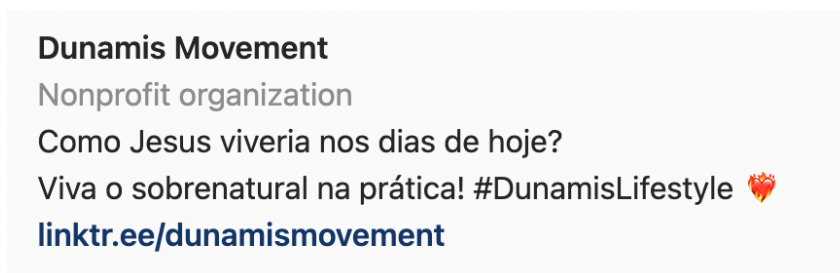 Dunamis Movement
Nonprofit organization
Como Jesus viveria nos dias de hoje?
Viva o sobrenatural na prática! #DunamisLifestyle ❤️‍🔥
linktr.ee/dunamismovement